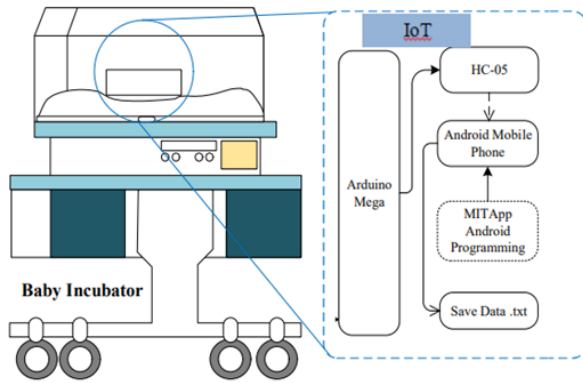 IoT
HC-05
Android Mobile
Phone
Arduino
Mega
MITApp
Android
Programming
Baby Incubator
Save Data .txt